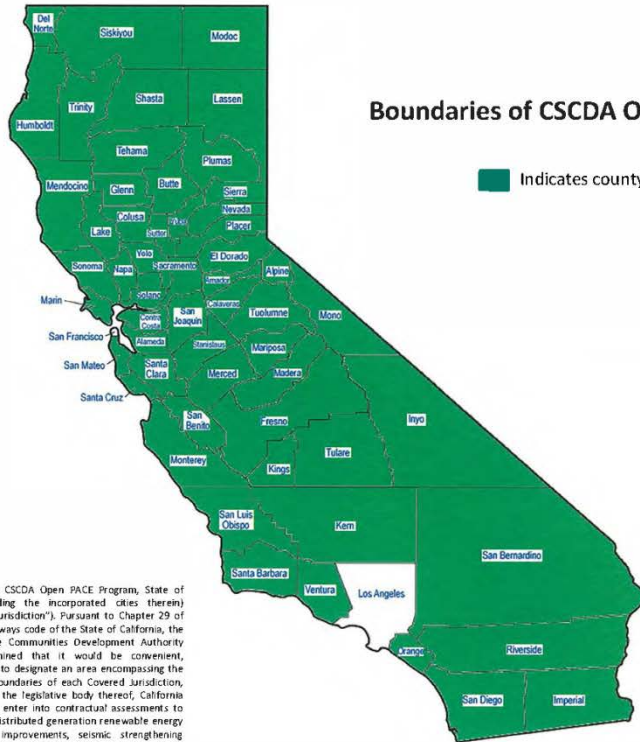 Boundaries of CSCDA O
Indicates county
Del
Norte
Siskiyou
Modoc
Humboldt
Trinity
Shasta
Lassen
Tehama
Plumas
Mendocino
Glenn
Butte
Sierra
Nevada
Colusa
Sutter
Yuba
Placer
Lake
Yolo
El Dorado
Sonoma
Napa
Sacramento
Alpine
Amador
Solano
Calaveras
Marin
Contra
Costa
San
Joaquin
Tuolumne
Mono
San Francisco
Alameda
Stanislaus
Mariposa
San Mateo
Santa
Clara
Merced
Madera
Santa Cruz
San
Benito
Fresno
Inyo
Monterey
Kings
Tulare
San Luis
Obispo
Kern
San Bernardino
Santa Barbara
Ventura
Los Angeles
Orange
Riverside
San Diego
Imperial
CSCDA Open PACE Program, State of
ding the incorporated cities therein)
urisdiction"). Pursuant to Chapter 29 of
ways code of the State of California, the
e Communities Development Authority
mined that it would be convenient,
to designate an area encompassing the
oundaries of each Covered Jurisdiction,
the legislative body thereof, California
enter into contractual assessments to
istributed generation renewable energy
improvements, seismic strengthening